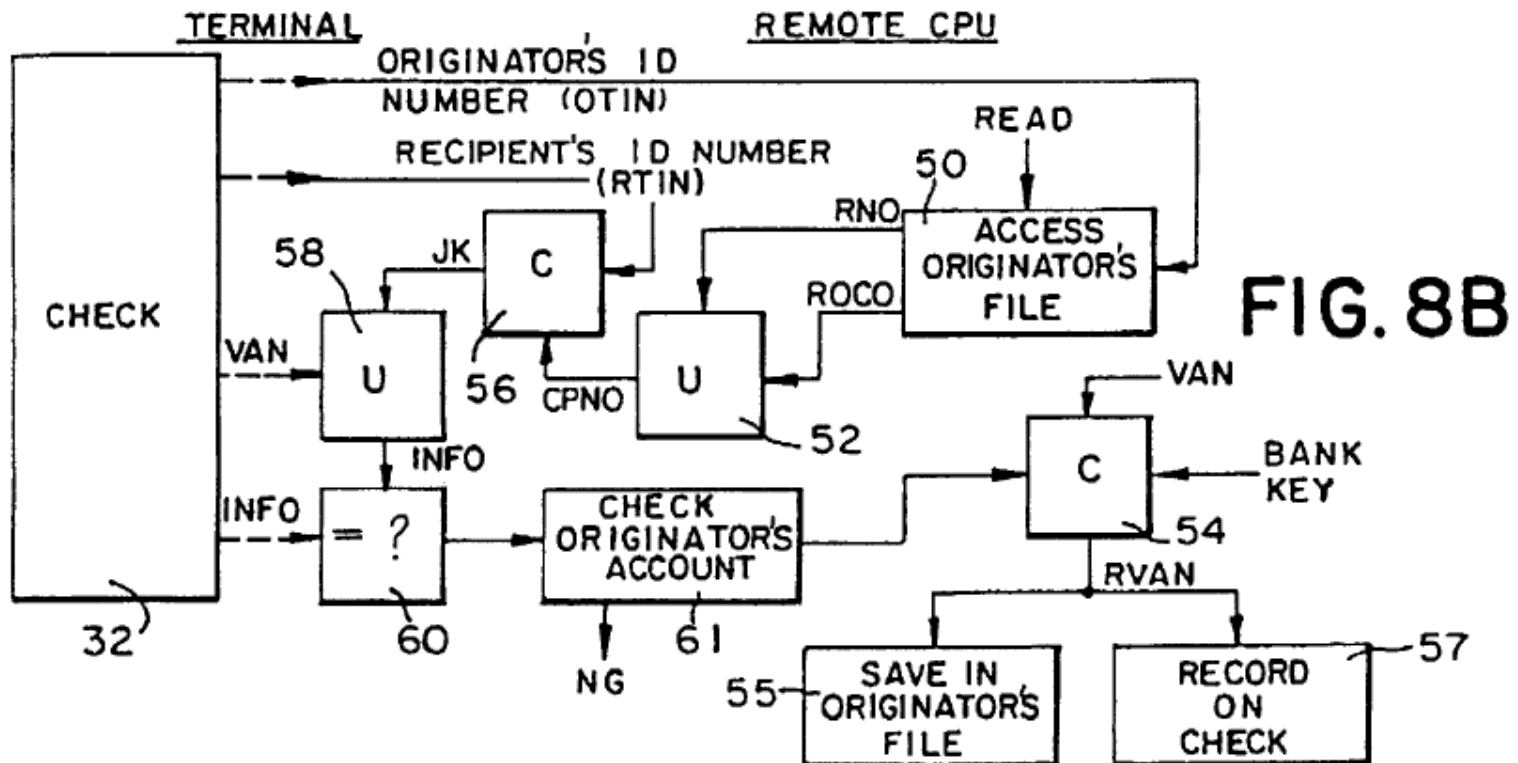 TERMINAL
REMOTE CPU
ORIGINATOR'S ID
NUMBER (OTIN)
READ
RECIPIENT'S ID NUMBER
(RTIN)
50
RNO
ACCESS
ORIGINATOR'S
FILE
FIG. 8B
58
JK
C
ROCO
CHECK
VAN
U
56
CPNO
U
52
VAN
INFO
C
BANK
KEY
INFO
= ?
CHECK
ORIGINATOR'S
ACCOUNT
54
RVAN
32
60
61
NG
55
SAVE IN
ORIGINATOR'S
FILE
RECORD
ON
CHECK
57